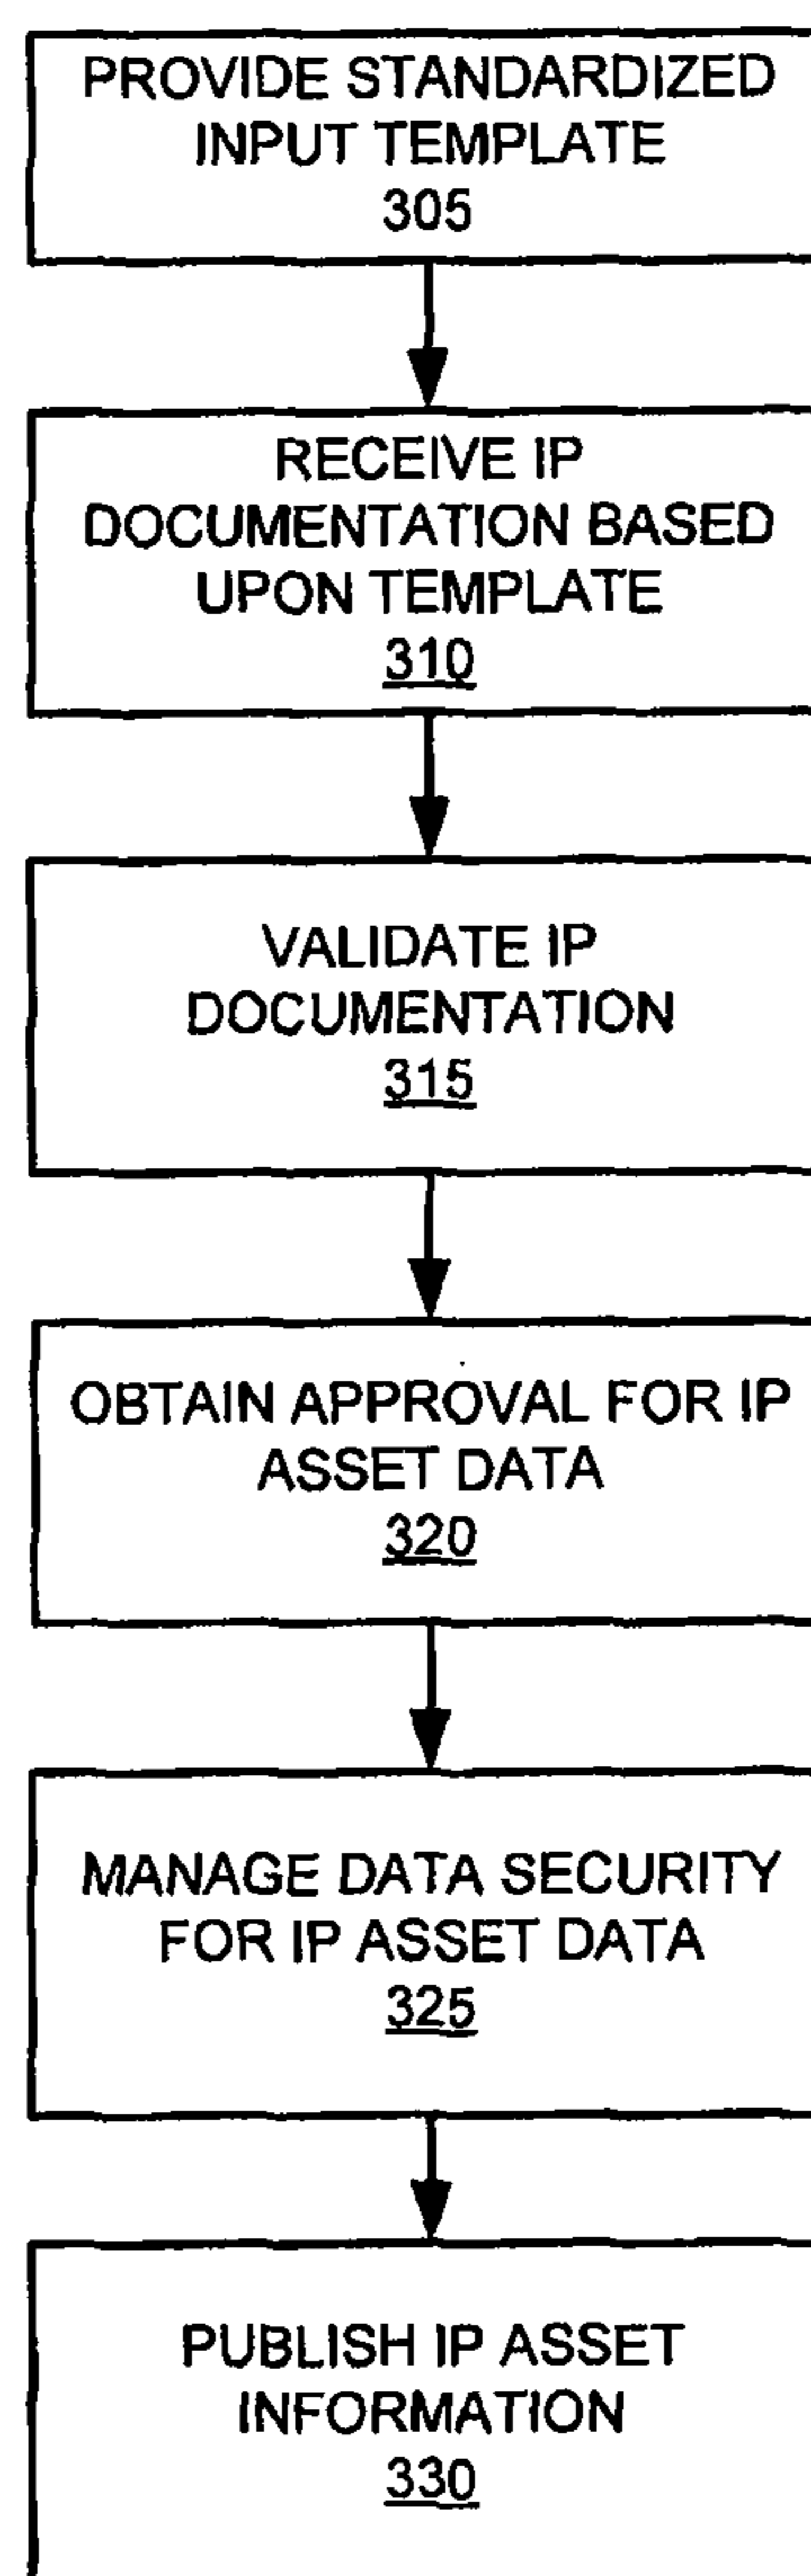 PROVIDE STANDARDIZED
INPUT TEMPLATE
305
RECEIVE IP
DOCUMENTATION BASED
UPON TEMPLATE
310
VALIDATE IP
DOCUMENTATION
315
OBTAIN APPROVAL FOR IP
ASSET DATA
320
MANAGE DATA SECURITY
FOR IP ASSET DATA
325
PUBLISH IP ASSET
INFORMATION
330